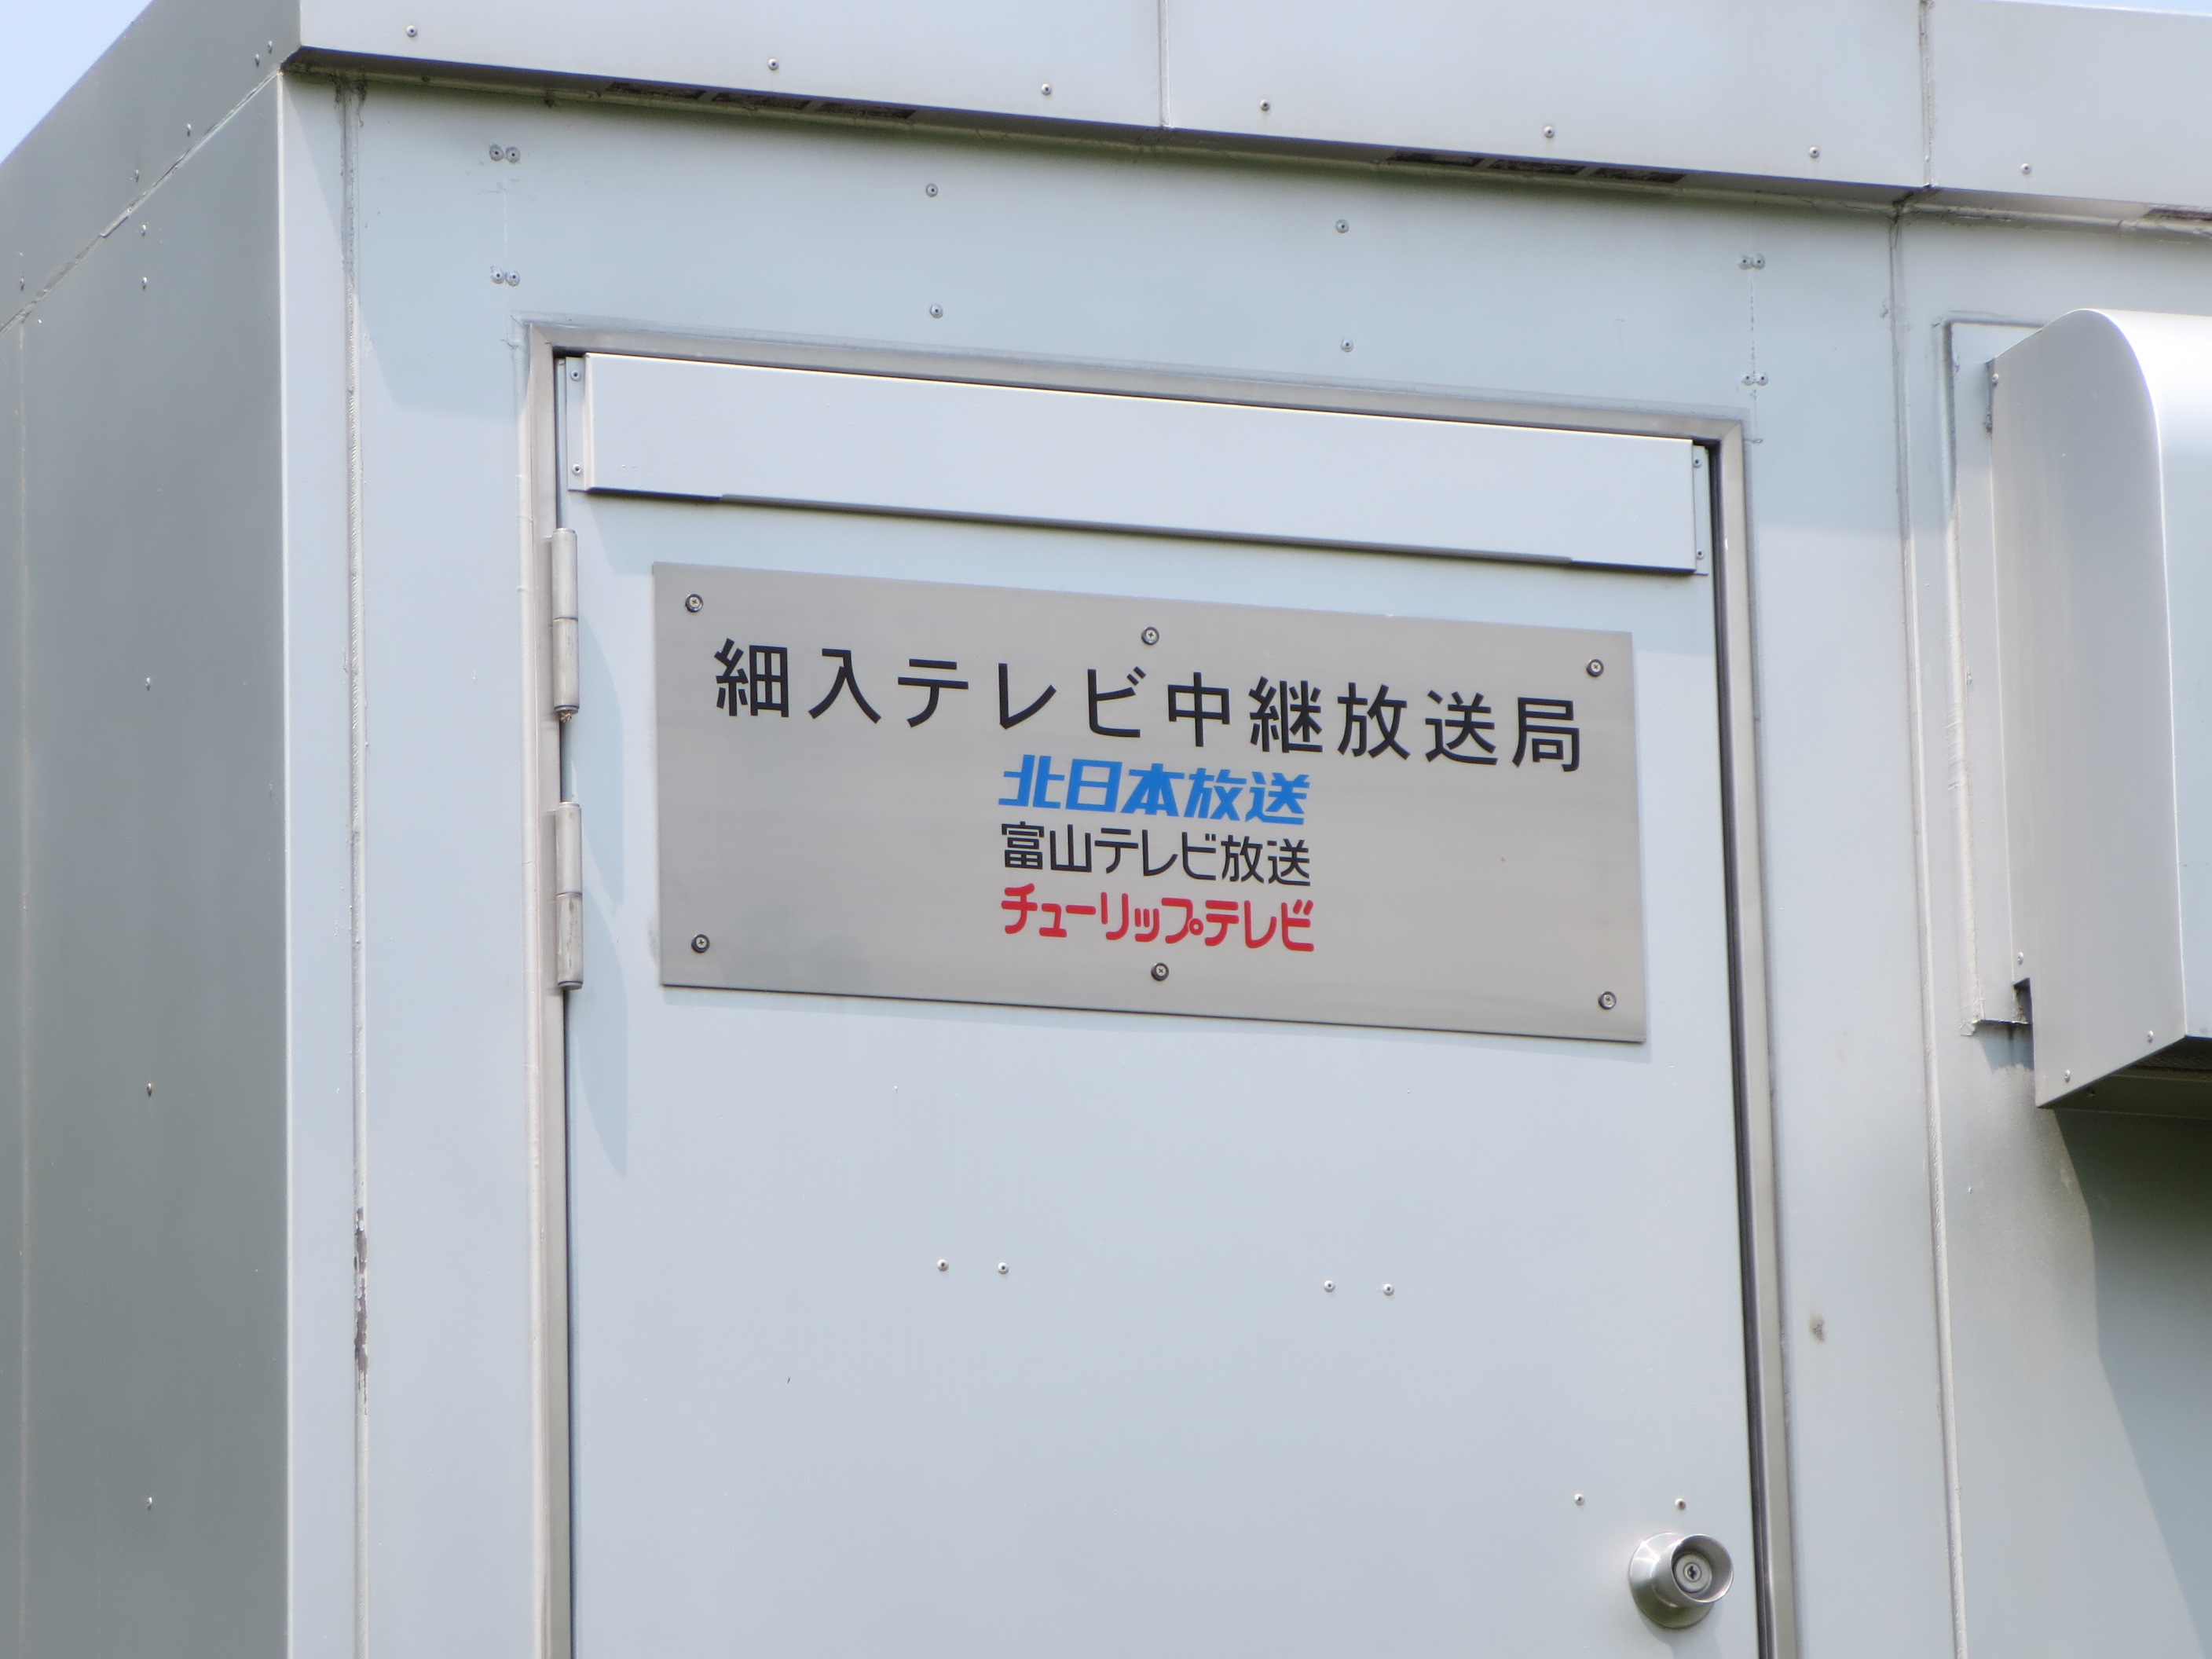 細入テレビ中継放送局
北日本放送
富山テレビ放送
チューリップテレビ